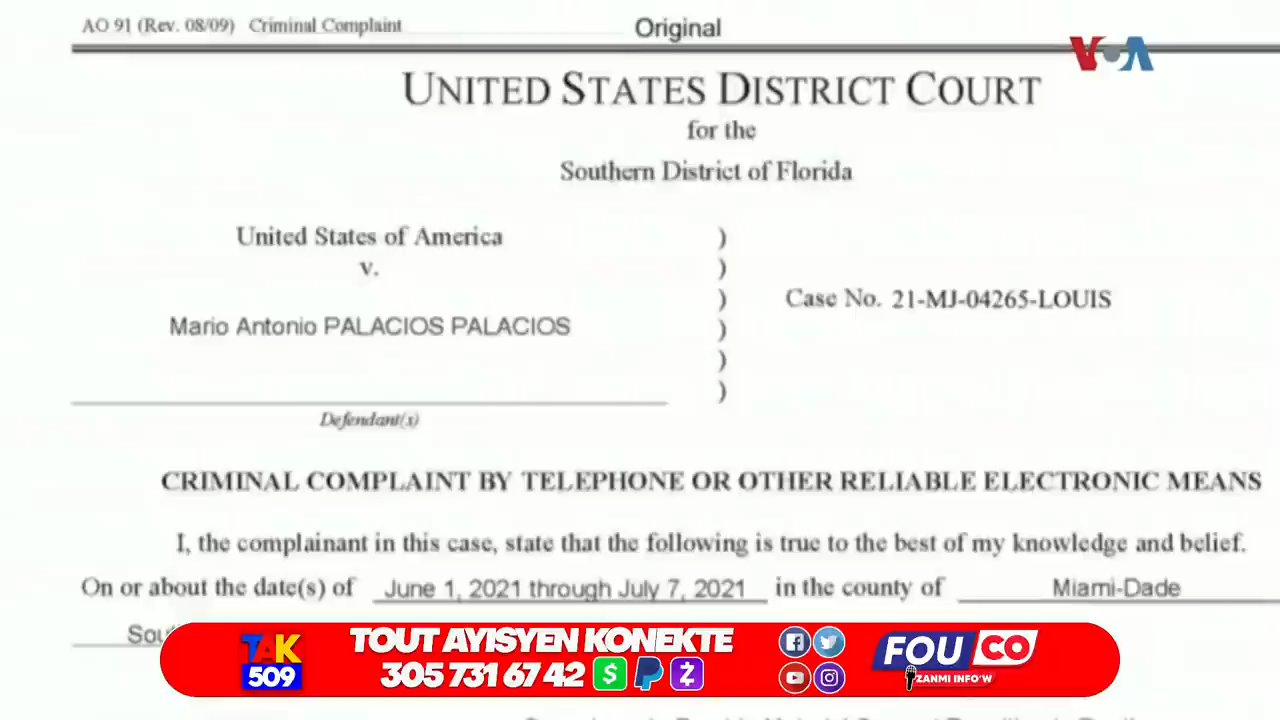 AO 91 (Rev. 08/09) Criminal Complaint
Original
VOA
UNITED STATES DISTRICT COURT
for the
Southern District of Florida
United States of America
v.
Mario Antonio PALACIOS PALACIOS
Defendant(s)
)
)
)
)
)
)
Case No. 21-MJ-04265-LOUIS
CRIMINAL COMPLAINT BY TELEPHONE OR OTHER RELIABLE ELECTRONIC MEANS
I, the complainant in this case, state that the following is true to the best of my knowledge and belief.
On or about the date(s) of June 1, 2021 through July 7, 2021 in the county of Miami-Dade
TAK
509
TOUT AYISYEN KONEKTE
305 731 67 42
FOUCO
ZANMI INFO'W